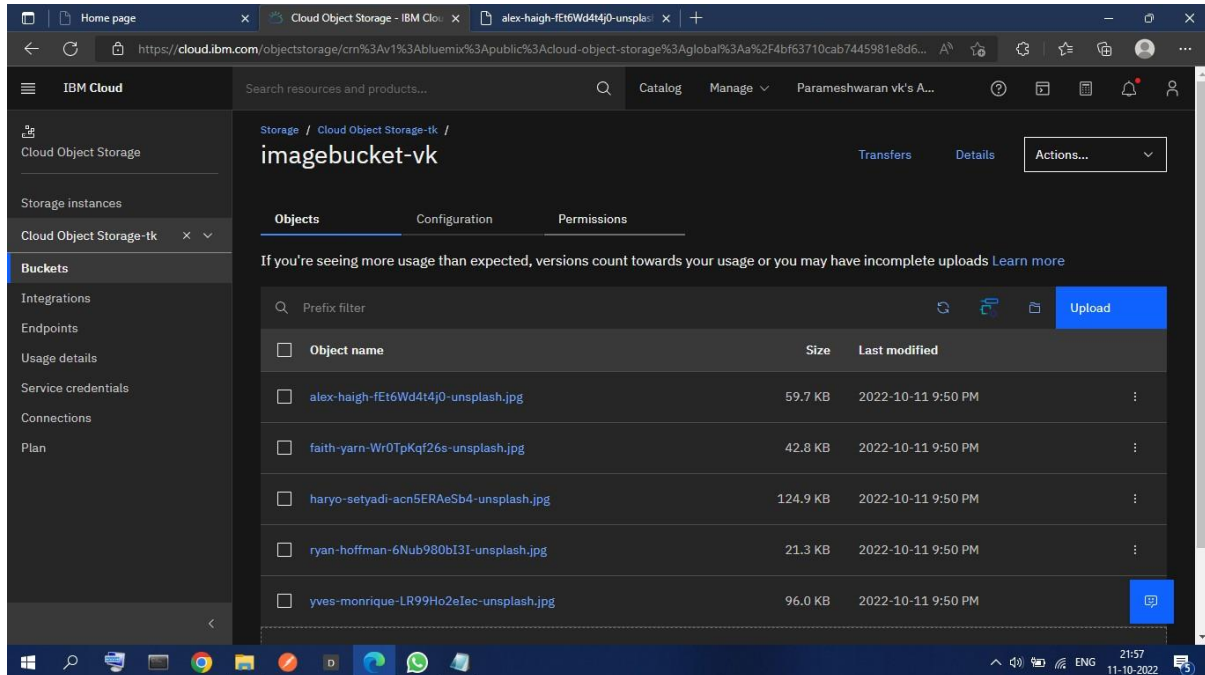 Home page
Cloud Object Storage - IBM Clou
alex-haigh-fEt6Wd4t4j0-unsplas
https://cloud.ibm.com/objectstorage/crn%3Av1%3Abluemix%3Apublic%3Acloud-object-storage%3Aglobal%3Aa%2F4bf63710cab7445981e8d6...
IBM Cloud
Search resources and products...
Catalog
Manage
Parameshwaran vk's A...
Cloud Object Storage
Storage instances
Cloud Object Storage-tk
Buckets
Integrations
Endpoints
Usage details
Service credentials
Connections
Plan
Storage / Cloud Object Storage-tk /
imagebucket-vk
Transfers
Details
Actions...
Objects
Configuration
Permissions
If you're seeing more usage than expected, versions count towards your usage or you may have incomplete uploads Learn more
Prefix filter
Upload
Object name Size Last modified
alex-haigh-fEt6Wd4t4j0-unsplash.jpg 59.7 KB 2022-10-11 9:50 PM
faith-yarn-Wr0TpKqf26s-unsplash.jpg 42.8 KB 2022-10-11 9:50 PM
haryo-setyadi-acn5ERAeSb4-unsplash.jpg 124.9 KB 2022-10-11 9:50 PM
ryan-hoffman-6Nub980bI3I-unsplash.jpg 21.3 KB 2022-10-11 9:50 PM
yves-monrique-LR99Ho2eIec-unsplash.jpg 96.0 KB 2022-10-11 9:50 PM
ENG
21:57
11-10-2022
5